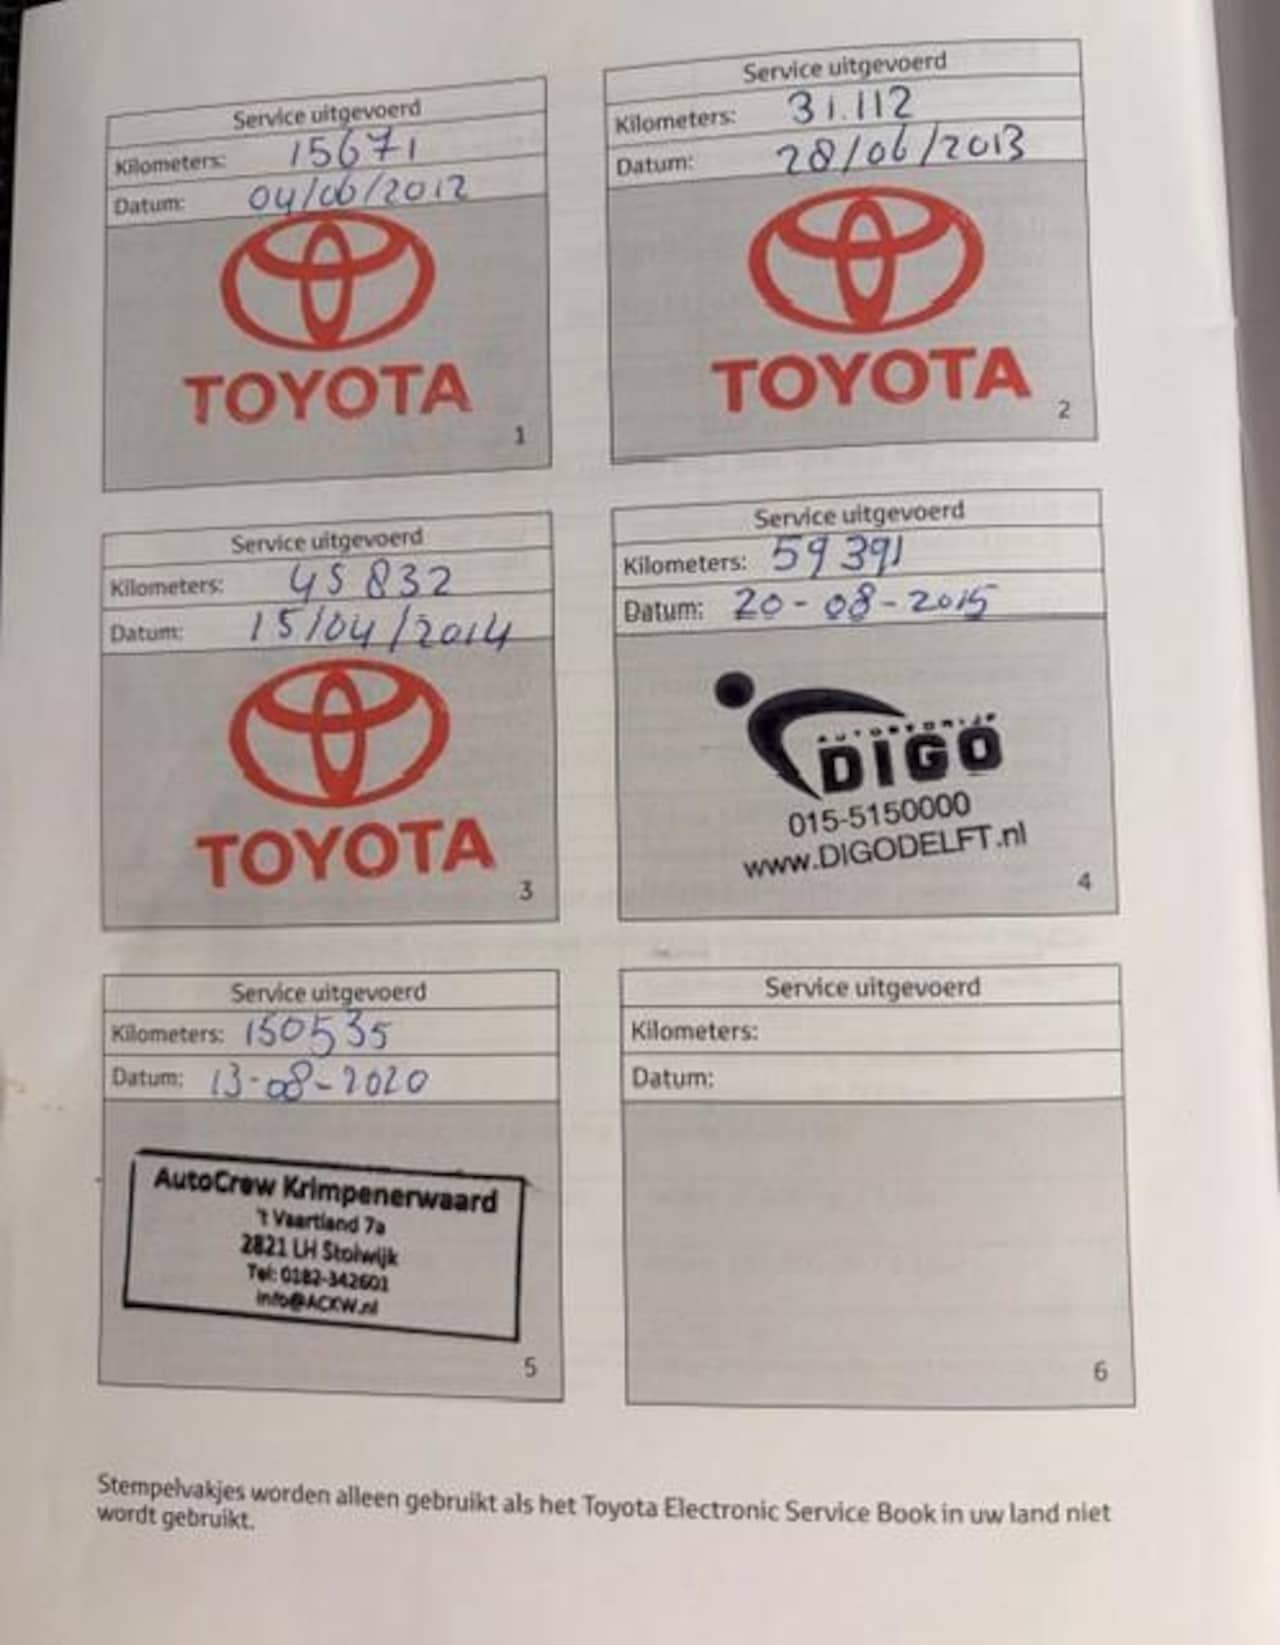 Service uitgevoerd
Kilometers: 15671
Datum: 04/06/2012
TOYOTA
1
Service uitgevoerd
Kilometers: 31.112
Datum: 28/06/2013
TOYOTA
2
Service uitgevoerd
Kilometers: 45 832
Datum: 15/04/2014
TOYOTA
3
Service uitgevoerd
Kilometers: 59 391
Datum: 20-08-2015
DIGO
015-5150000
www.DIGODELFT.nl
4
Service uitgevoerd
Kilometers: 150535
Datum: 13-08-2020
AutoCrew Krimpenerwaard
't Vaartland 7a
2821 LH Stolwijk
Tel: 0182-342601
info@ACKW.nl
5
Service uitgevoerd
Kilometers:
Datum:
6
Stempelvakjes worden alleen gebruikt als het Toyota Electronic Service Book in uw land niet
wordt gebruikt.